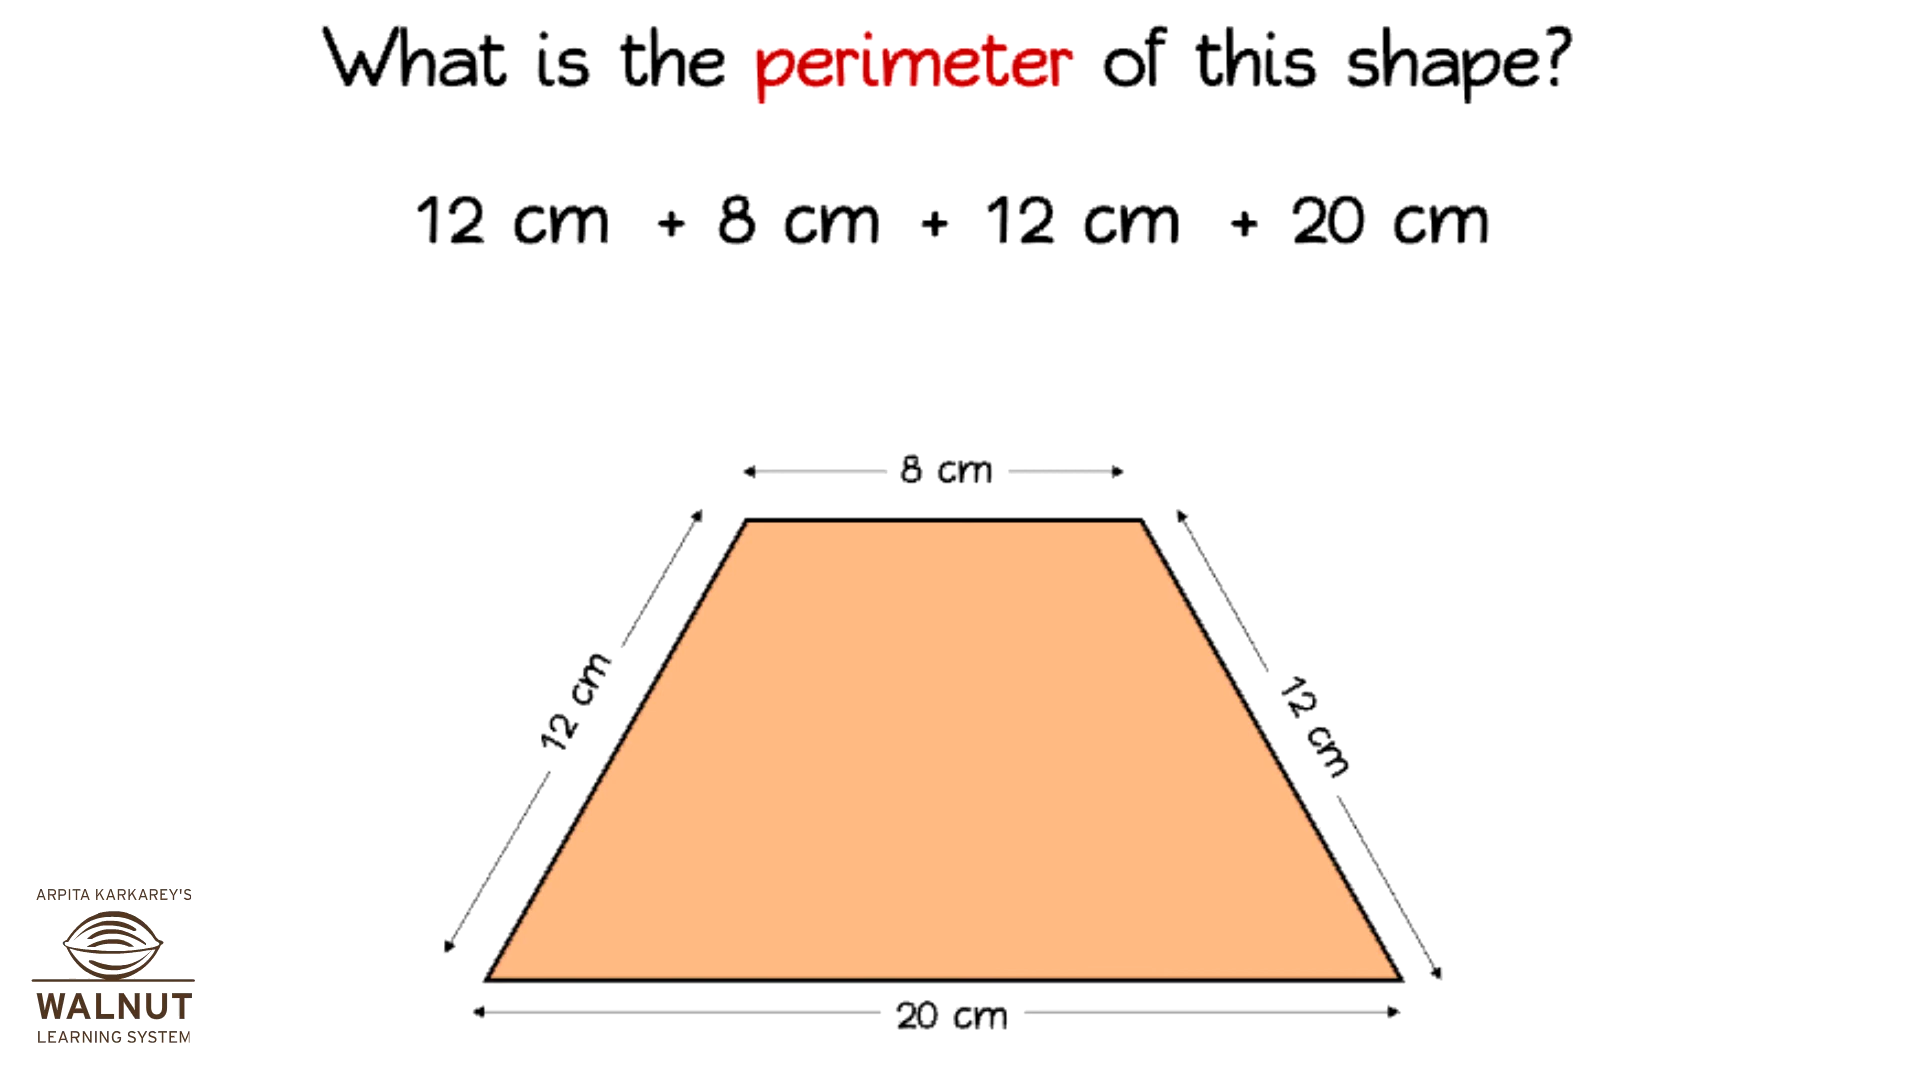 What is the perimeter of this shape?
12 cm + 8 cm + 12 cm + 20 cm
8 cm
12 cm
12 cm
20 cm
ARPITA KARKAREY'S
WALNUT
LEARNING SYSTEM